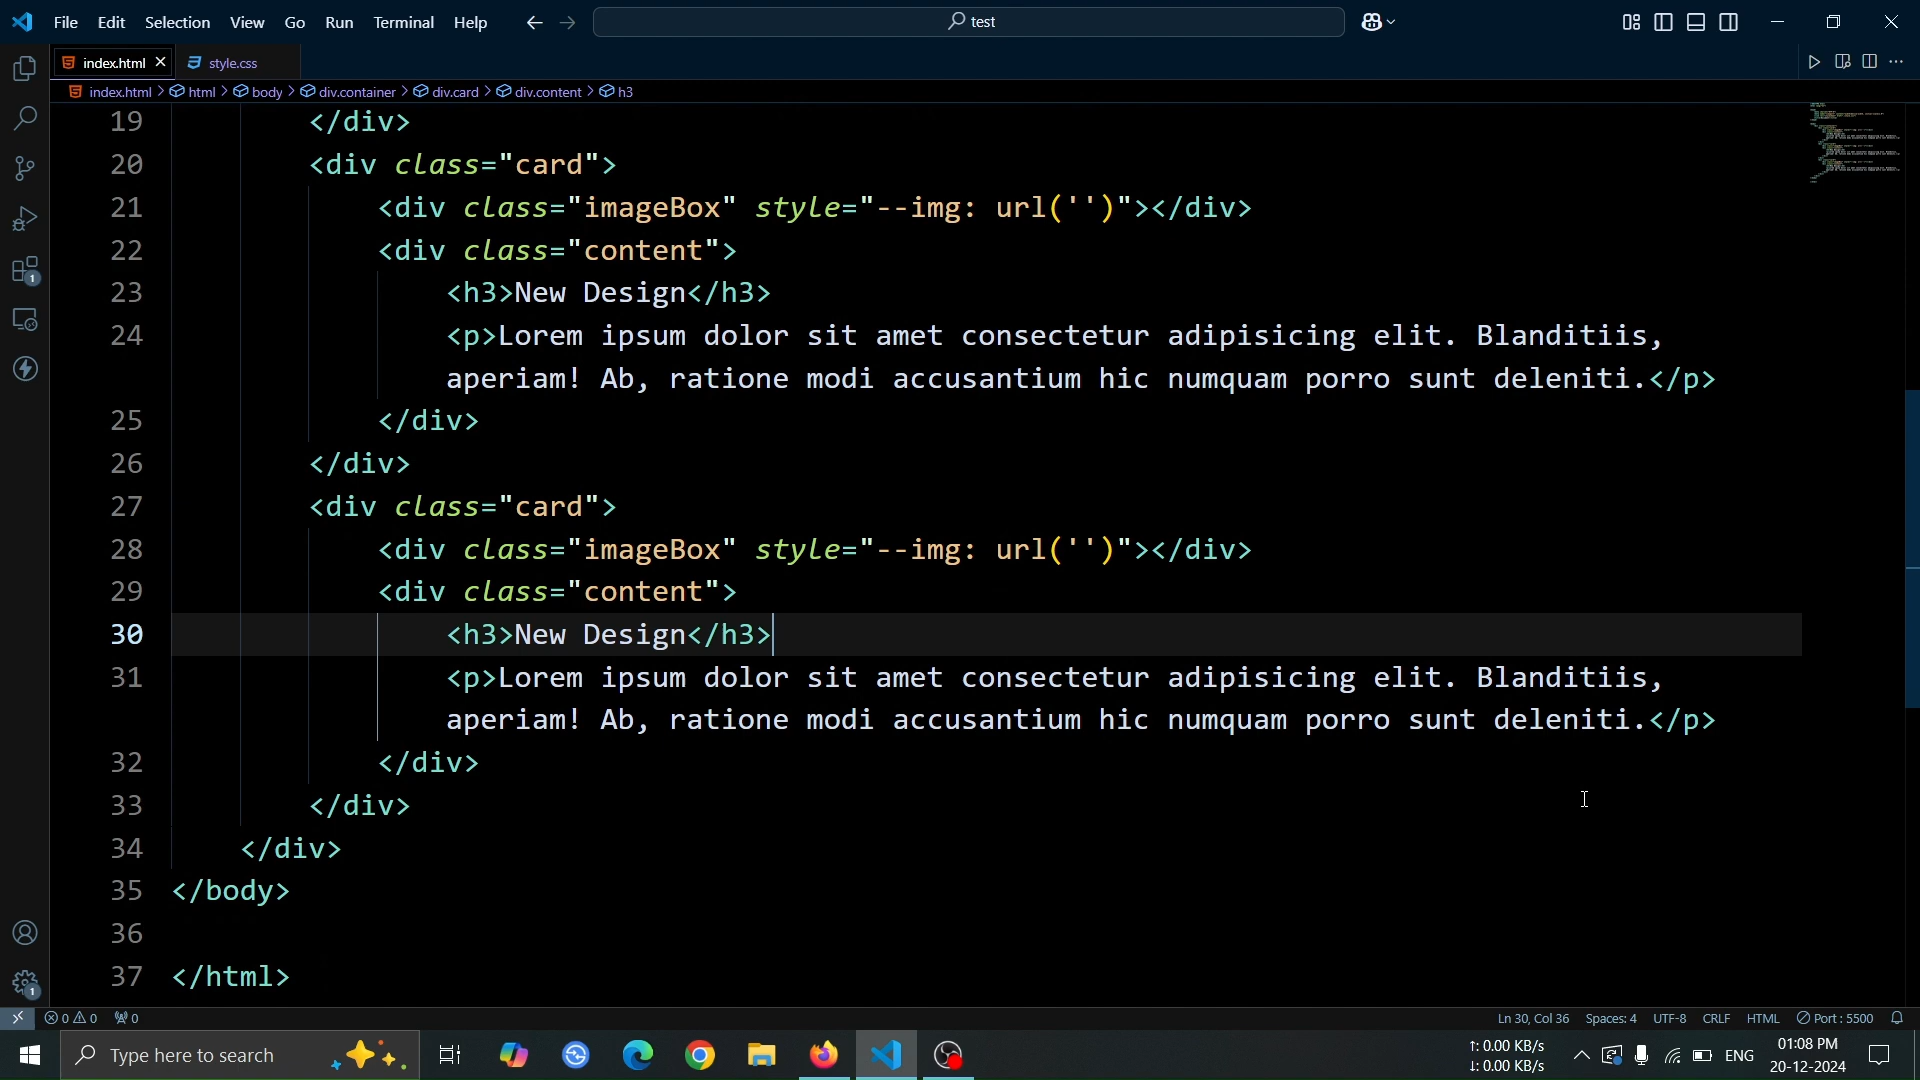 File Edit Selection View Go Run Terminal Help
test
index.html
style.css
index.html > html > body > div.container > div.card > div.content > h3
19 </div>
20 <div class="card">
21 <div class="imageBox" style="--img: url('')"></div>
22 <div class="content">
23 <h3>New Design</h3>
24 <p>Lorem ipsum dolor sit amet consectetur adipisicing elit. Blanditiis,
aperiam! Ab, ratione modi accusantium hic numquam porro sunt deleniti.</p>
25 </div>
26 </div>
27 <div class="card">
28 <div class="imageBox" style="--img: url('')"></div>
29 <div class="content">
30 <h3>New Design</h3>
31 <p>Lorem ipsum dolor sit amet consectetur adipisicing elit. Blanditiis,
aperiam! Ab, ratione modi accusantium hic numquam porro sunt deleniti.</p>
32 </div>
33 </div>
34 </div>
35 </body>
36
37 </html>
1
1
0 0 0
Ln 30, Col 36 Spaces: 4 UTF-8 CRLF HTML Port : 5500
Type here to search
↑: 0.00 KB/s
↓: 0.00 KB/s
ENG
01:08 PM
20-12-2024